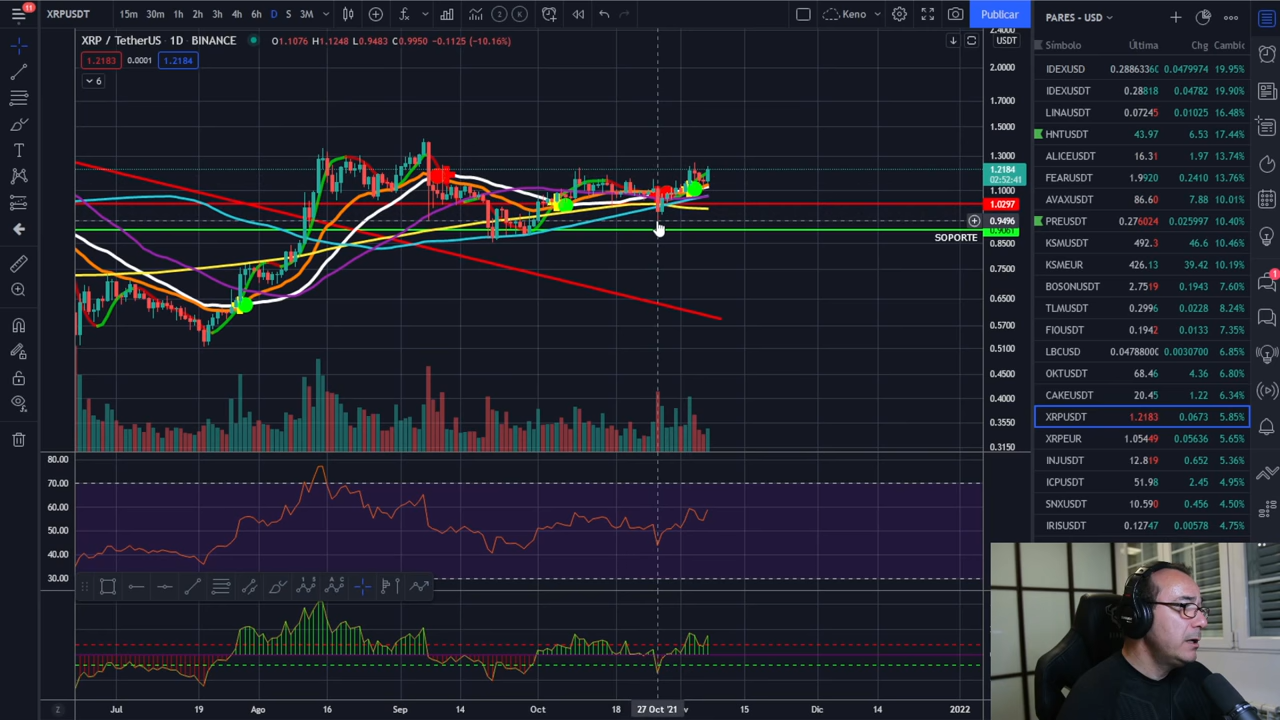 11
XRPUSDT
15m 30m 1h 2h 3h 4h 6h D S 3M
2 K
Keno
Publicar
PARES - USD
XRP / TetherUS · 1D · BINANCE O1.1076 H1.1248 L0.9483 C0.9950 -0.1125 (-10.16%)
1.2183 0.0001 1.2184
6
USDT
2.4000
2.0000
1.7000
1.5000
1.3000
1.2184
02:52:41
1.1000
1.0297
0.9496
SOPORTE
0.8500
0.7500
0.6500
0.5700
0.5100
0.4500
0.4000
0.3550
0.3150
80.00
70.00
60.00
50.00
40.00
30.00
Jul 19 Ago 16 Sep 14 Oct 18 27 Oct '21 15 Dic 14 2022
Z
Símbolo Última Chg Cambio
IDEXUSD 0.2886336 0.0479974 19.95%
IDEXUSD 0.28818 0.04782 19.90%
LINAUSDT 0.07245 0.01025 16.48%
HNTUSDT 43.97 6.53 17.44%
ALICEUSDT 16.31 1.97 13.74%
FEARUSDT 1.9920 0.2410 13.76%
AVAXUSDT 86.60 7.88 10.01%
PREUSDT 0.276024 10.01%
KSMUSDT 492.3 46.6 10.46%
KSMEUR 426.13 39.42 10.19%
BOSONUSDT 2.7519 0.1943 7.60%
TLMUSDT 0.2996 0.0228 8.24%
FIOUSDT 0.1942 0.0133 7.35%
LBCUSD 0.0478800 0.0030700 6.85%
OKTUSDT 68.46 4.36 6.80%
CAKEUSDT 20.45 1.22 6.34%
XRPUSDT 1.2183 0.0673 5.85%
XRPEUR 1.05449 0.05636 5.65%
INJUSDT 12.819 0.652 5.36%
ICPUSDT 51.98 2.45 4.95%
SNXUSDT 10.590 0.456 4.50%
IRISUSDT 0.12747 0.00578 4.75%
1